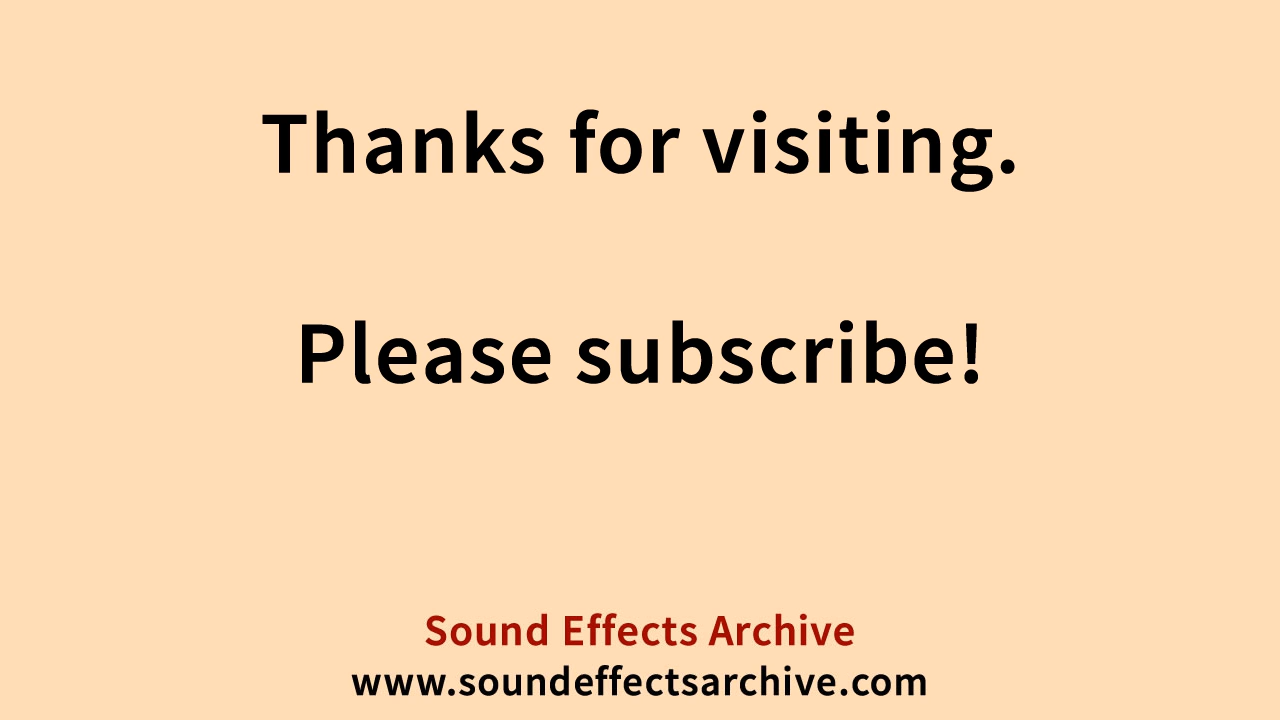 Thanks for visiting.
Please subscribe!
Sound Effects Archive
www.soundeffectsarchive.com